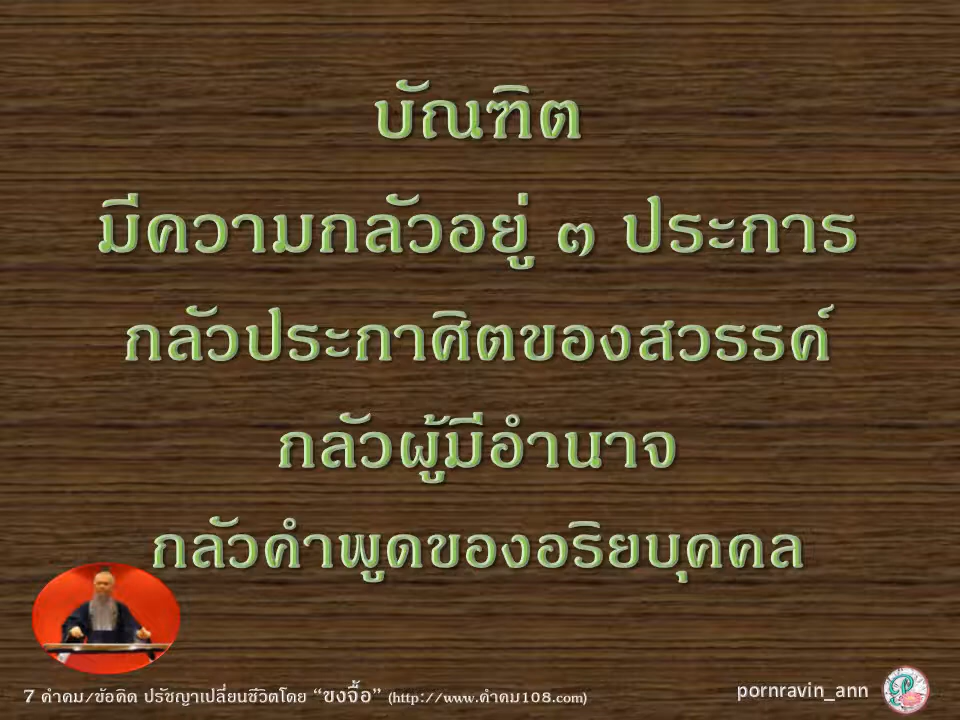 บัณฑิต
มีความกลัวอยู่ ๓ ประการ
กลัวประกาศิตของสวรรค์
กลัวผู้มีอำนาจ
กลัวคำพูดของอริยบุคคล
7 คำคม/ข้อคิด ปรัชญาเปลี่ยนชีวิตโดย “ขงจื้อ” (http://www.คำคม108.com)
pornravin_ann